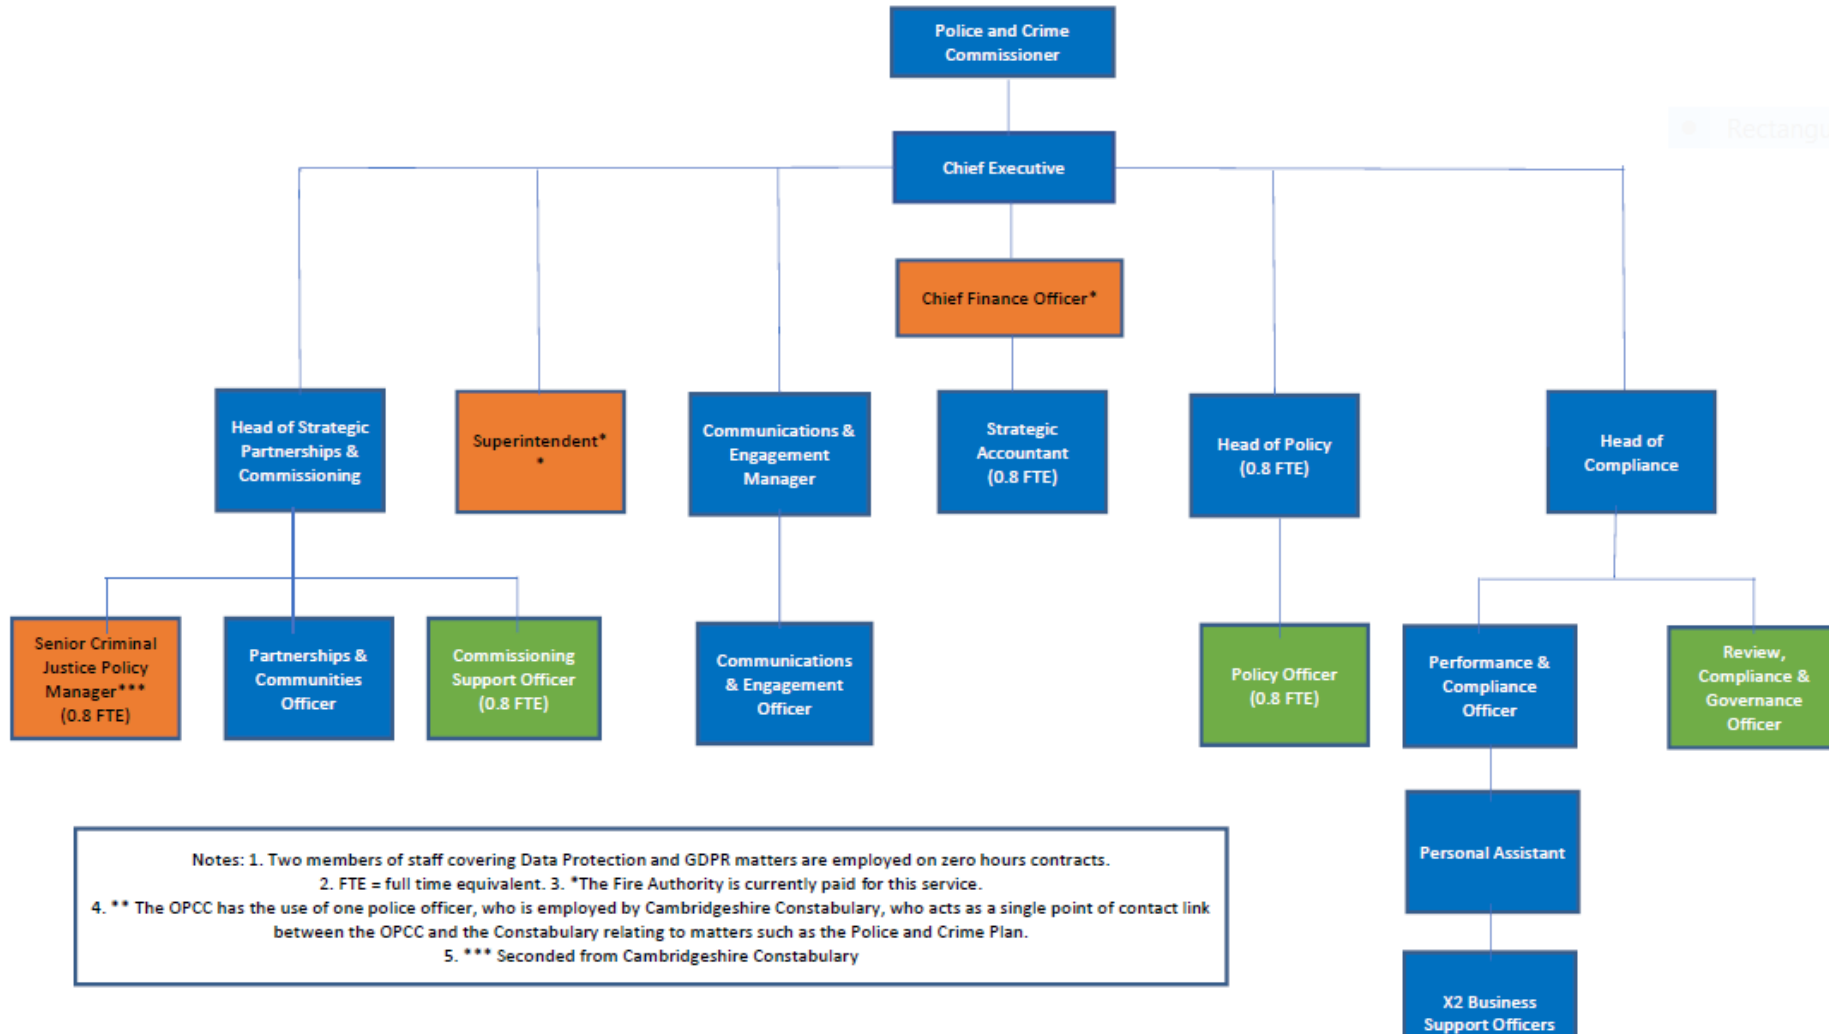 Police and Crime
Commissioner
Chief Executive
Chief Finance Officer*
Head of Strategic
Partnerships &
Commissioning
Superintendent*
*
Communications &
Engagement
Manager
Strategic
Accountant
(0.8 FTE)
Head of Policy
(0.8 FTE)
Head of
Compliance
Senior Criminal
Justice Policy
Manager***
(0.8 FTE)
Partnerships &
Communities
Officer
Commissioning
Support Officer
(0.8 FTE)
Communications
& Engagement
Officer
Policy Officer
(0.8 FTE)
Performance &
Compliance
Officer
Review,
Compliance &
Governance
Officer
Personal Assistant
X2 Business
Support Officers
Notes: 1. Two members of staff covering Data Protection and GDPR matters are employed on zero hours contracts.
2. FTE = full time equivalent. 3. *The Fire Authority is currently paid for this service.
4. ** The OPCC has the use of one police officer, who is employed by Cambridgeshire Constabulary, who acts as a single point of contact link
between the OPCC and the Constabulary relating to matters such as the Police and Crime Plan.
5. *** Seconded from Cambridgeshire Constabulary